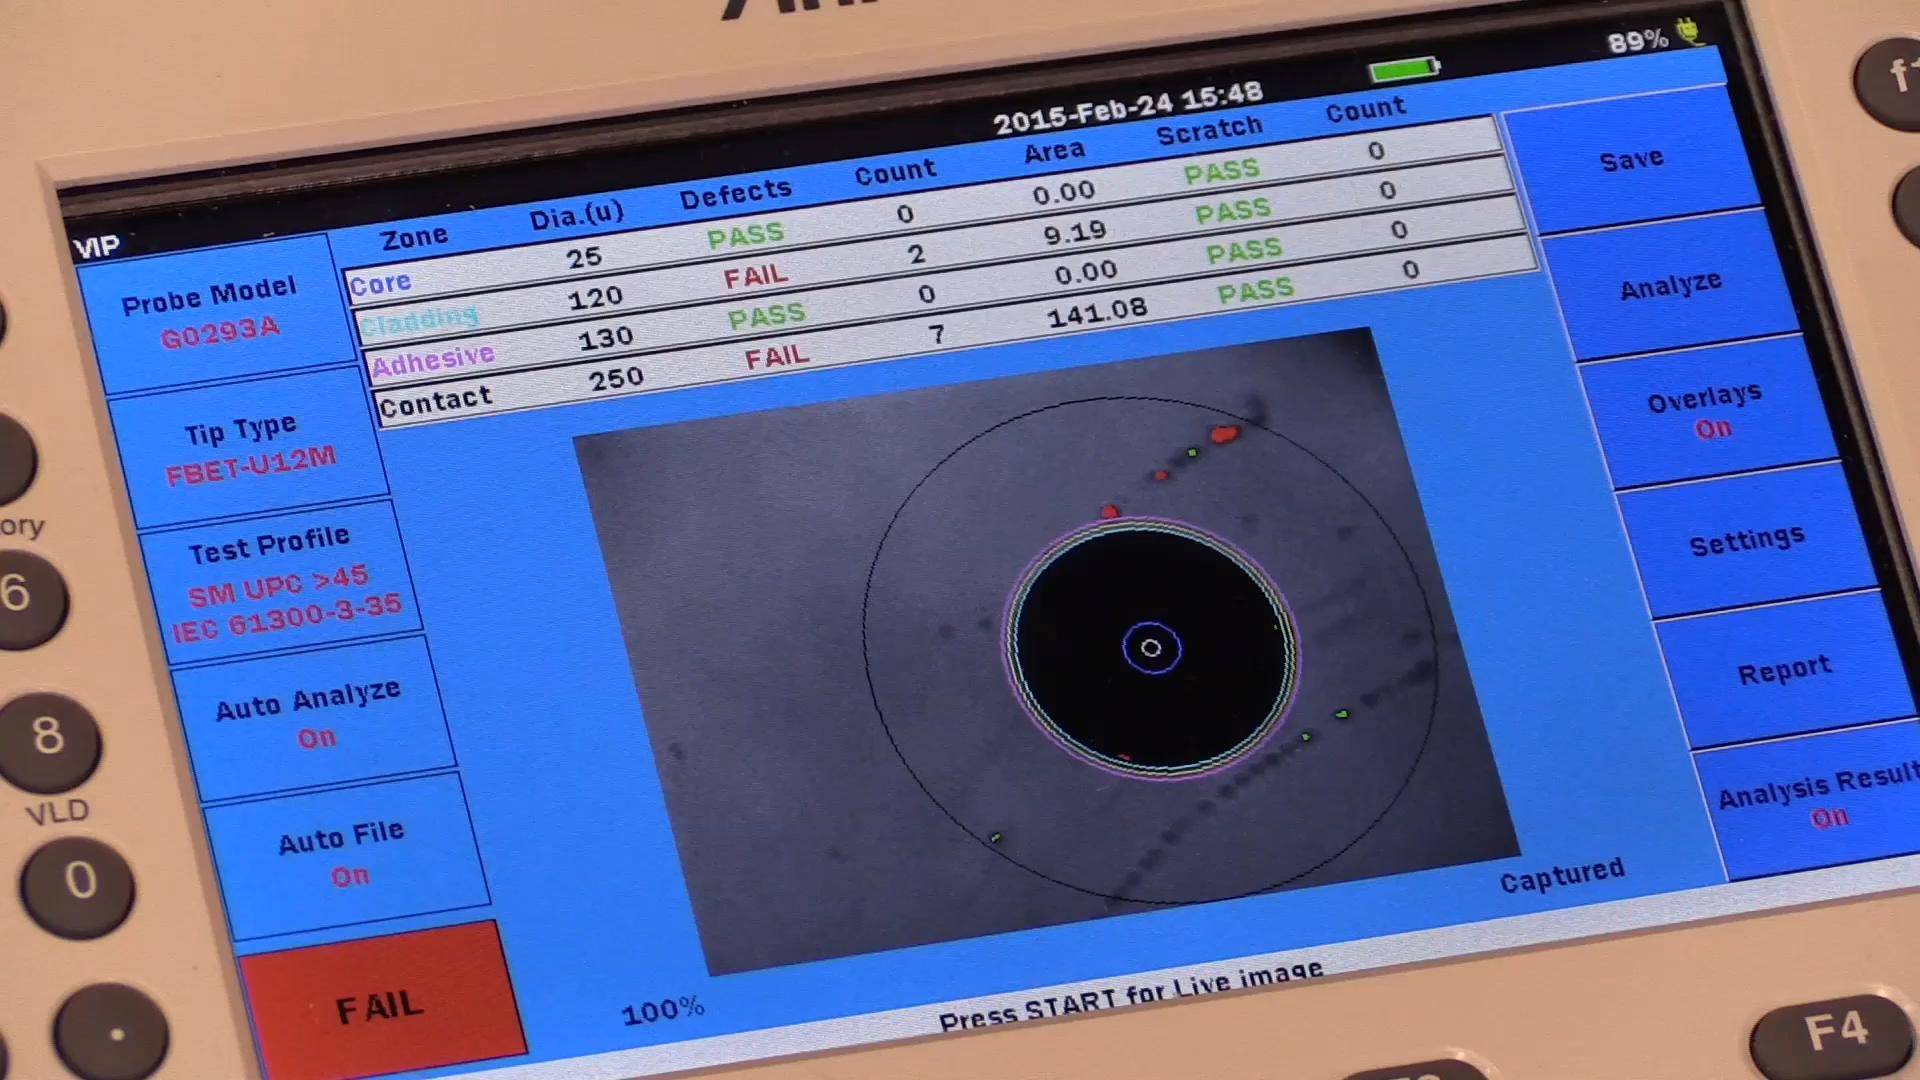 89%
2015-Feb-24 15:48
VIP
Zone Dia.(u) Defects Count Area Scratch Count
Core 25 PASS 0 0.00 PASS 0
Cladding 120 FAIL 2 9.19 PASS 0
Adhesive 130 PASS 0 0.00 PASS 0
Contact 250 FAIL 7 141.08 PASS 0
Probe Model
G0293A
Tip Type
FBET-U12M
Test Profile
SM UPC >45
IEC 61300-3-35
Auto Analyze
On
Auto File
On
FAIL
Save
Analyze
Overlays
On
Settings
Report
Analysis Result
On
Captured
100%
Press START for Live image
ory
6
8
VLD
0
.
F4